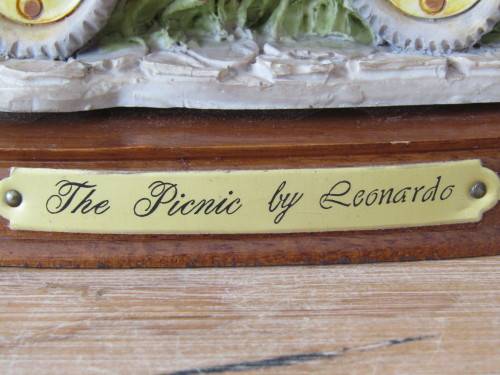 The Picnic by Leonardo